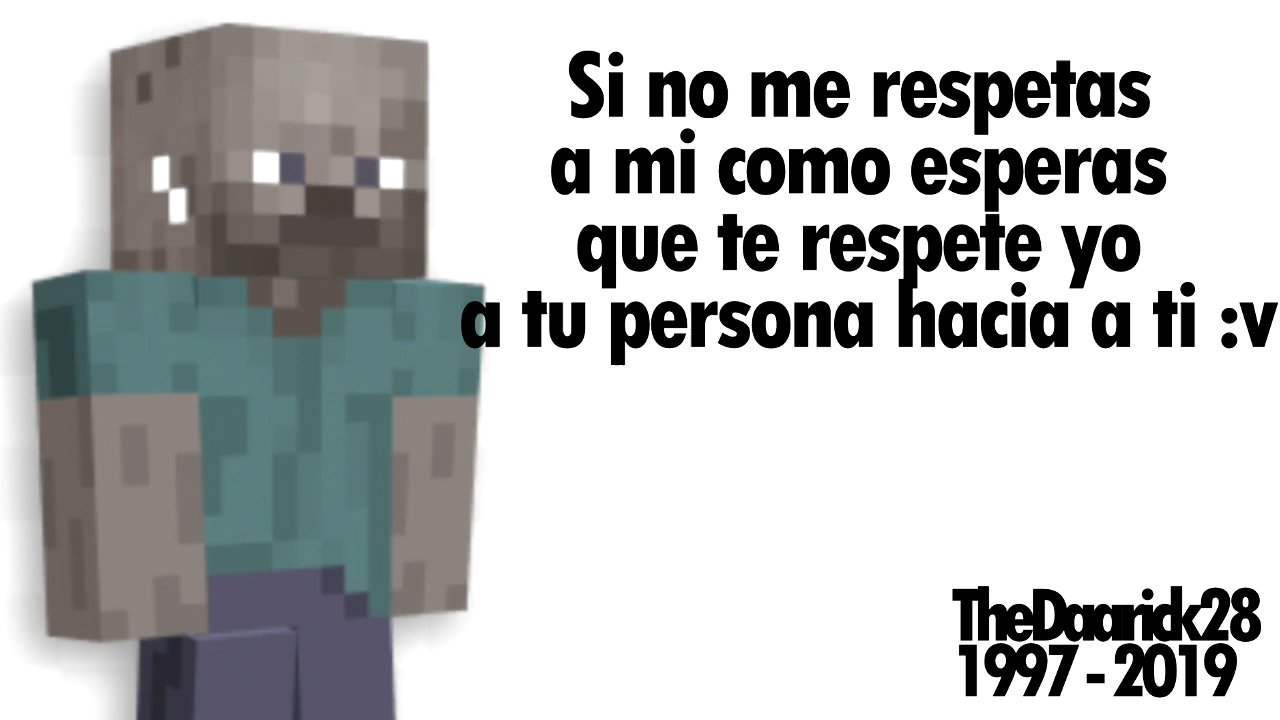 Si no me respetas
a mi como esperas
que te respete yo
a tu persona hacia a ti :v
TheDaarick28
1997 - 2019